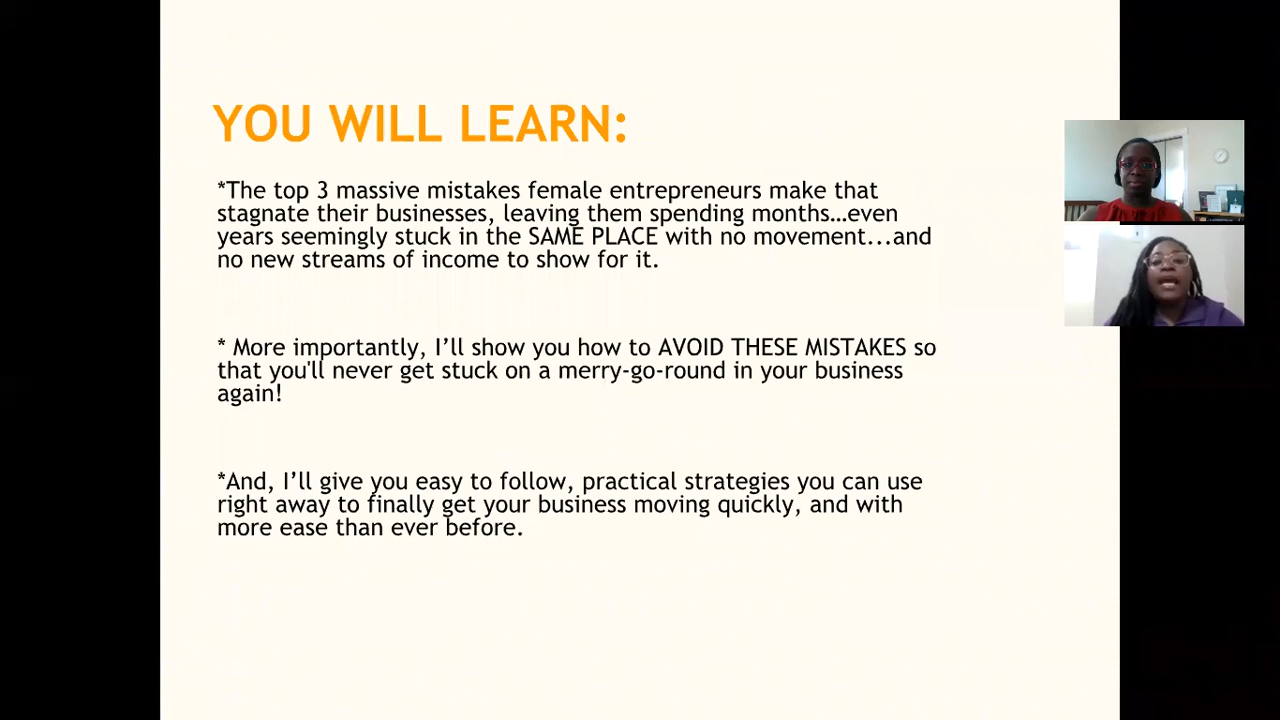 YOU WILL LEARN:
*The top 3 massive mistakes female entrepreneurs make that
stagnate their businesses, leaving them spending months…even
years seemingly stuck in the SAME PLACE with no movement...and
no new streams of income to show for it.
* More importantly, I’ll show you how to AVOID THESE MISTAKES so
that you'll never get stuck on a merry-go-round in your business
again!
*And, I’ll give you easy to follow, practical strategies you can use
right away to finally get your business moving quickly, and with
more ease than ever before.